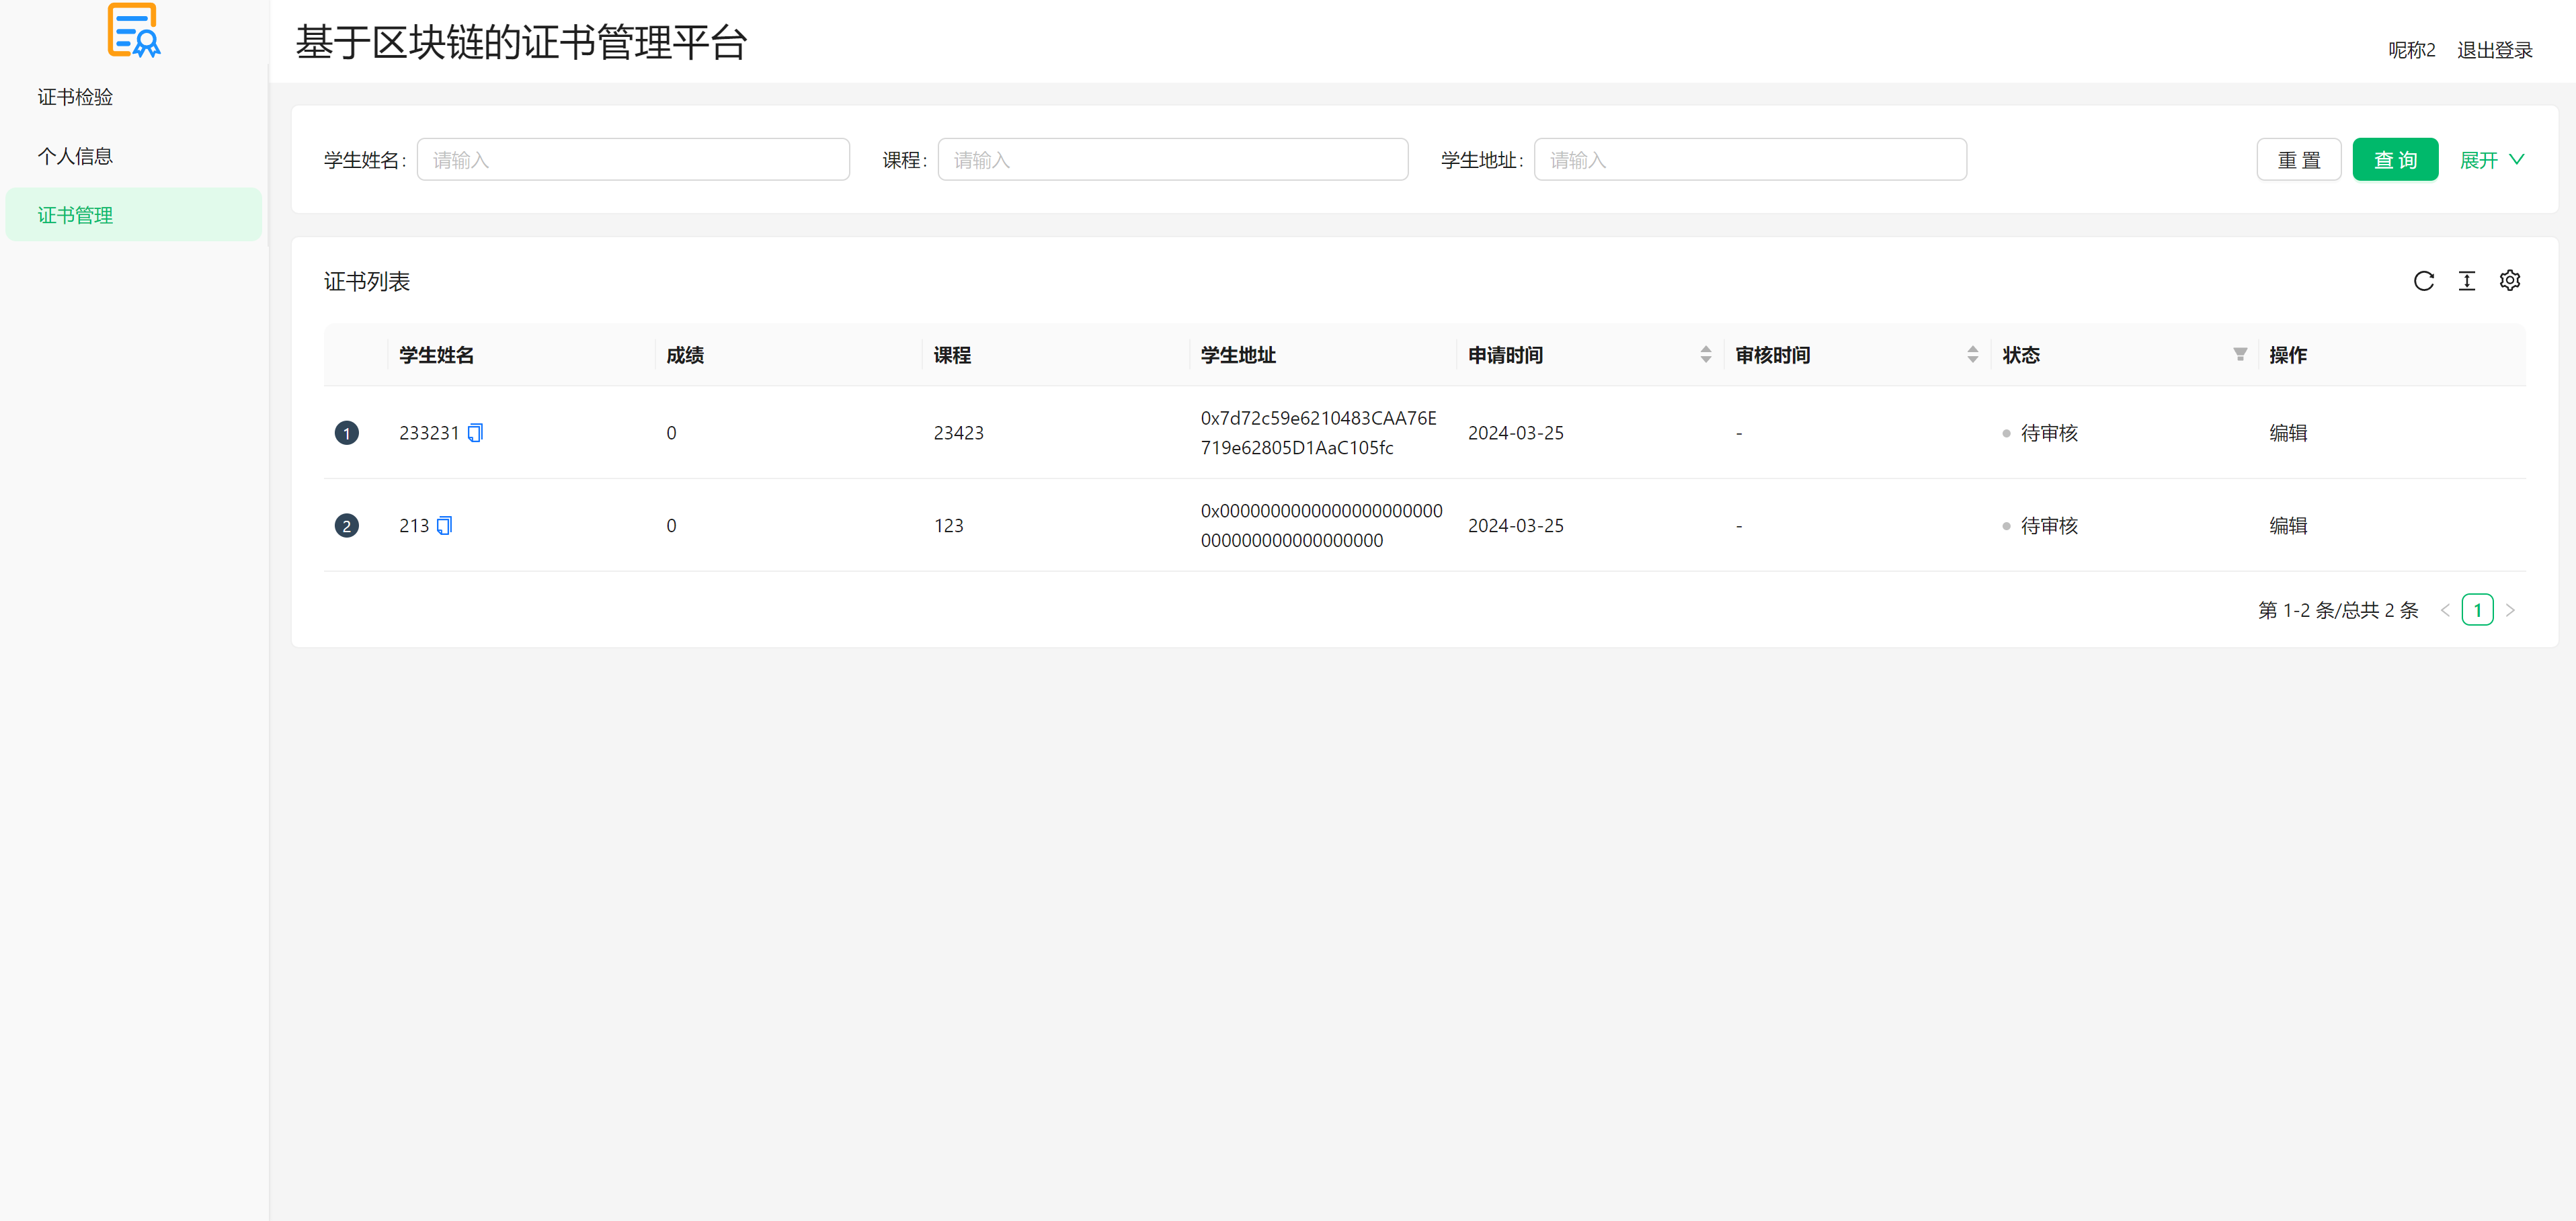 基于区块链的证书管理平台
呢称2 退出登录
证书检验
个人信息
证书管理
学生姓名: 请输入 课程: 请输入 学生地址: 请输入 重 置 查 询 展开
证书列表
学生姓名 成绩 课程 学生地址 申请时间 审核时间 状态 操作
1 233231 0 23423 0x7d72c59e6210483CAA76E 2024-03-25 - 待审核 编辑
719e62805D1AaC105fc
2 213 0 123 0x0000000000000000000000 2024-03-25 - 待审核 编辑
000000000000000000
第 1-2 条/总共 2 条 < 1 >